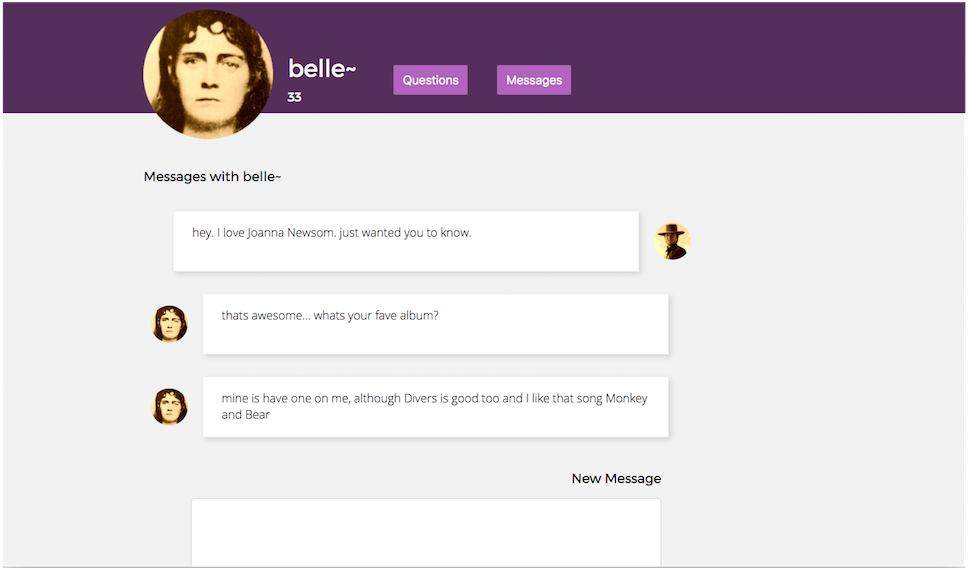 belle~
33
Questions
Messages
Messages with belle~
hey. I love Joanna Newsom. just wanted you to know.
thats awesome... whats your fave album?
mine is have one on me, although Divers is good too and I like that song Monkey
and Bear
New Message